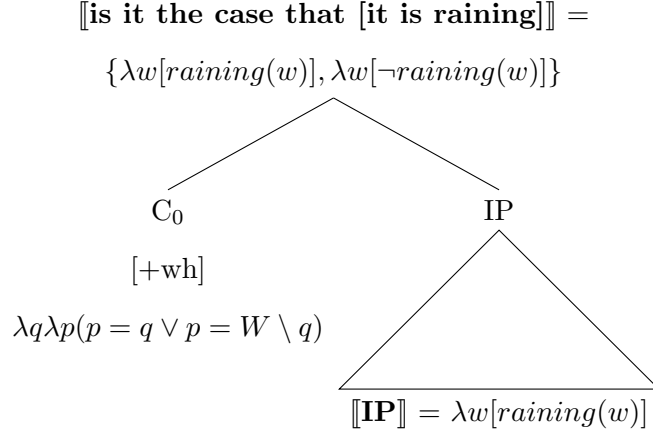 ⟦is it the case that [it is raining]⟧ =
{λw[raining(w)], λw[¬raining(w)]}
C₀
IP
[+wh]
λqλp(p = q ∨ p = W \ q)
⟦IP⟧ = λw[raining(w)]